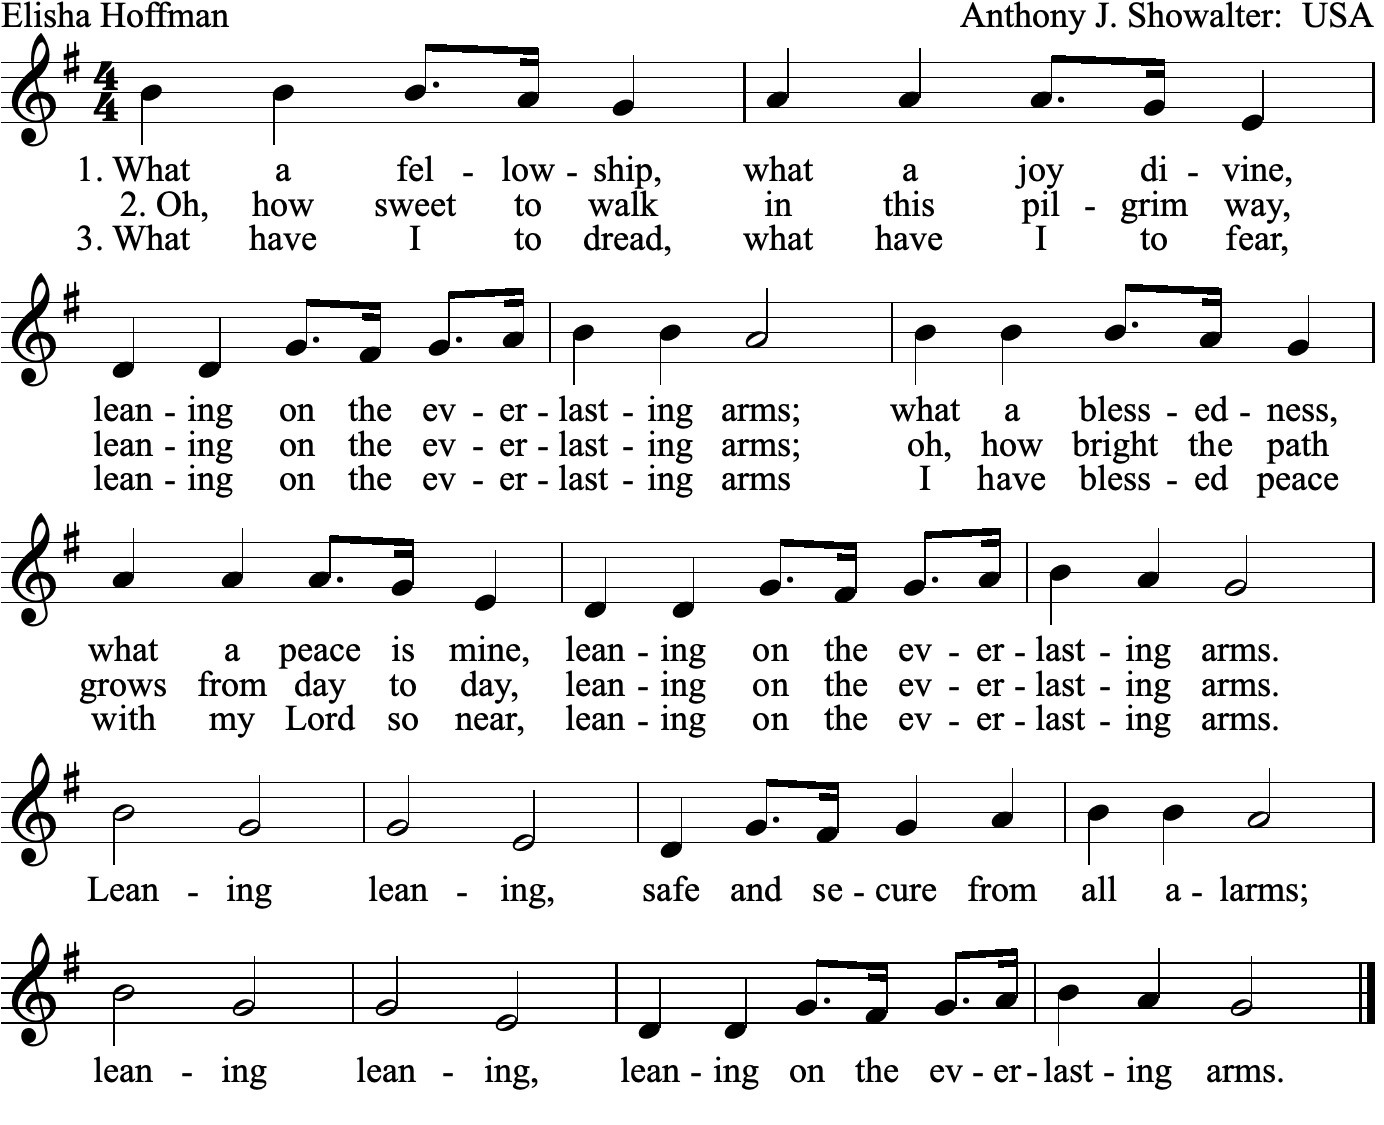 Elisha Hoffman Anthony J. Showalter: USA
4
4
1. What a fel - low - ship, what a joy di - vine,
2. Oh, how sweet to walk in this pil - grim way,
3. What have I to dread, what have I to fear,
lean - ing on the ev - er - last - ing arms; what a bless - ed - ness,
lean - ing on the ev - er - last - ing arms; oh, how bright the path
lean - ing on the ev - er - last - ing arms I have bless - ed peace
what a peace is mine, lean - ing on the ev - er - last - ing arms.
grows from day to day, lean - ing on the ev - er - last - ing arms.
with my Lord so near, lean - ing on the ev - er - last - ing arms.
Lean - ing lean - ing, safe and se - cure from all a - larms;
lean - ing lean - ing, lean - ing on the ev - er - last - ing arms.